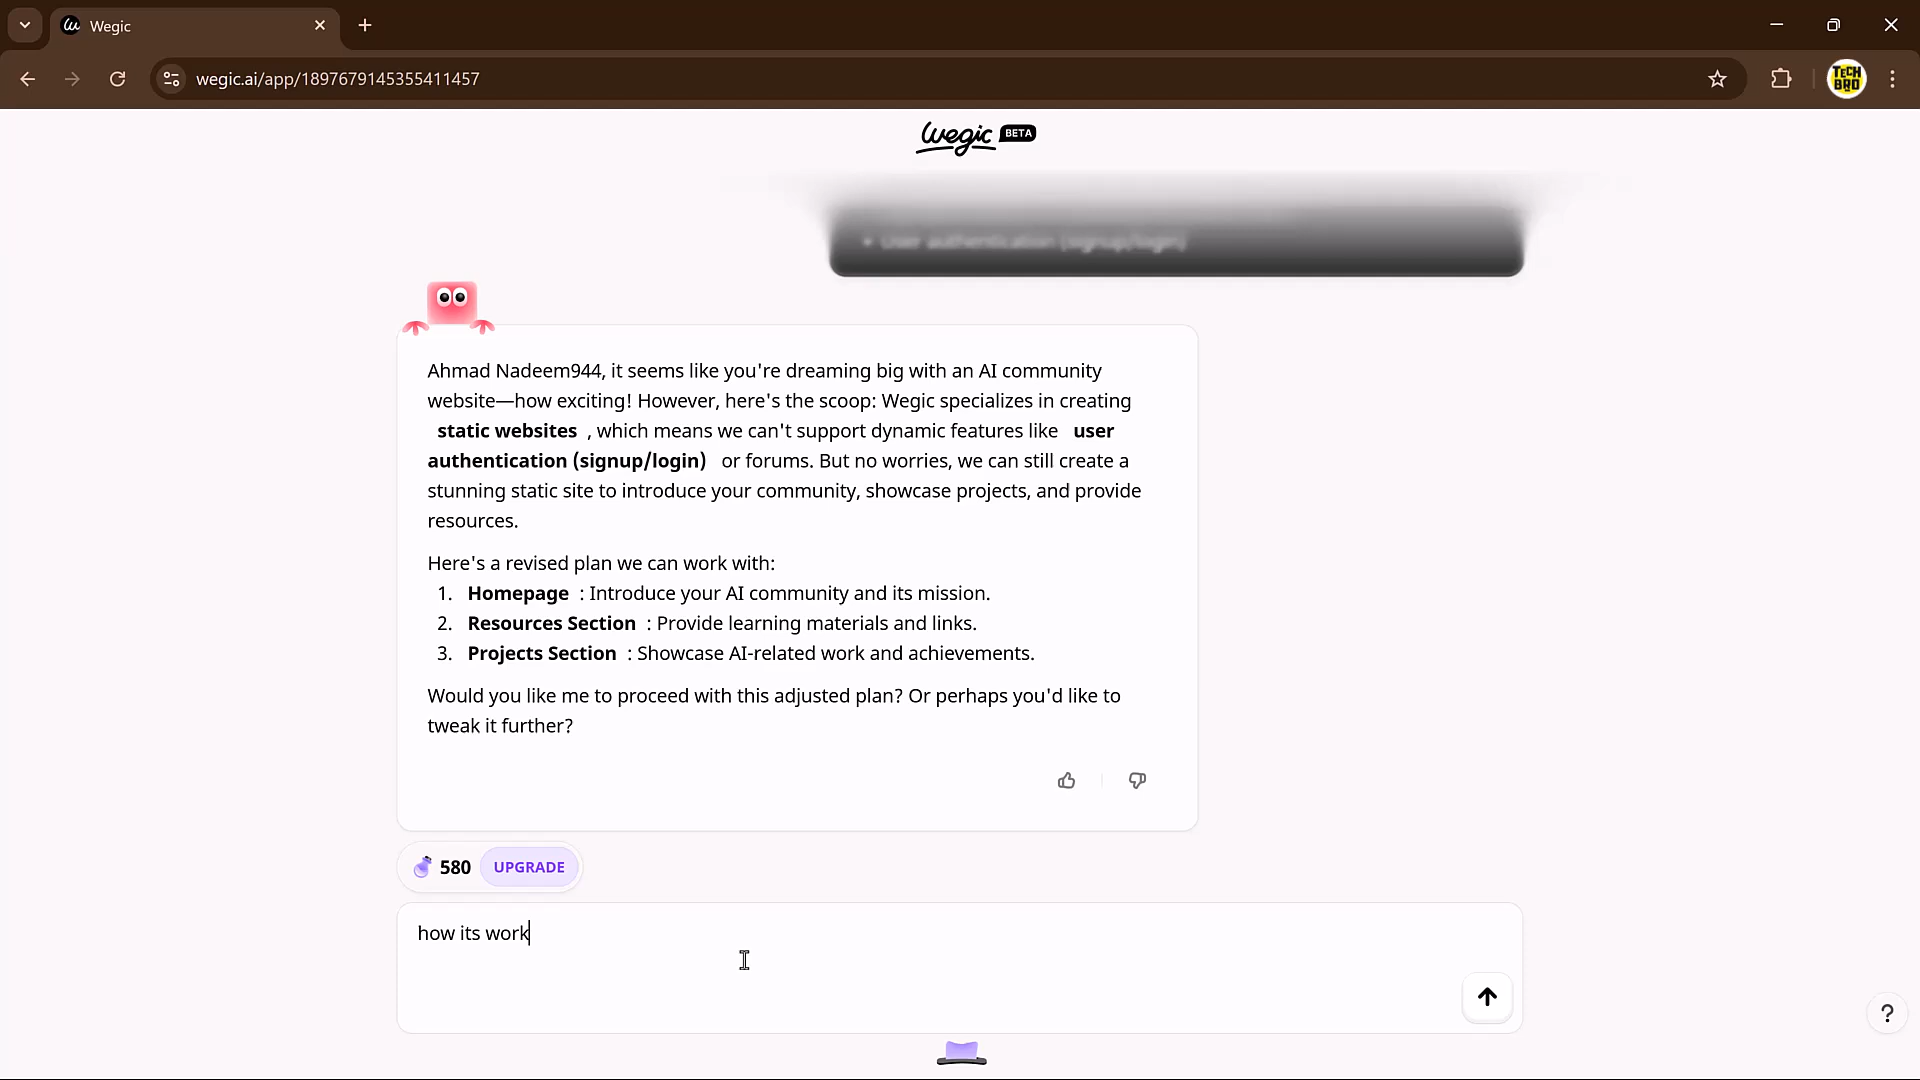 Wegic
wegic.ai/app/1897679145355411457
TECH
BRO
Wegic BETA
• User authentication (signup/login)
Ahmad Nadeem944, it seems like you're dreaming big with an AI community
website—how exciting! However, here's the scoop: Wegic specializes in creating
static websites , which means we can't support dynamic features like user
authentication (signup/login) or forums. But no worries, we can still create a
stunning static site to introduce your community, showcase projects, and provide
resources.
Here's a revised plan we can work with:
1. Homepage : Introduce your AI community and its mission.
2. Resources Section : Provide learning materials and links.
3. Projects Section : Showcase AI-related work and achievements.
Would you like me to proceed with this adjusted plan? Or perhaps you'd like to
tweak it further?
580 UPGRADE
how its work
?